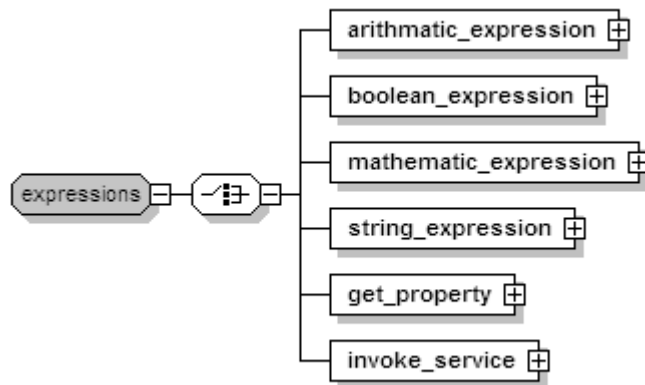 arithmatic_expression
boolean_expression
mathematic_expression
expressions
string_expression
get_property
invoke_service